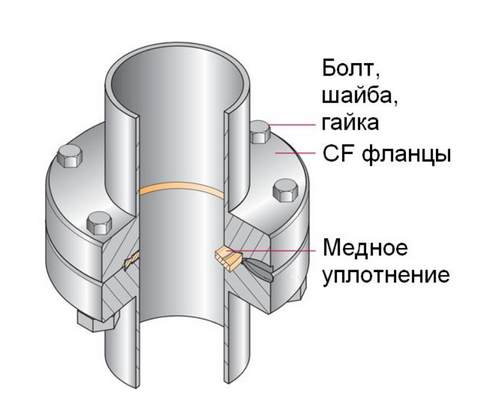 Болт,
шайба,
гайка
CF фланцы
Медное
уплотнение